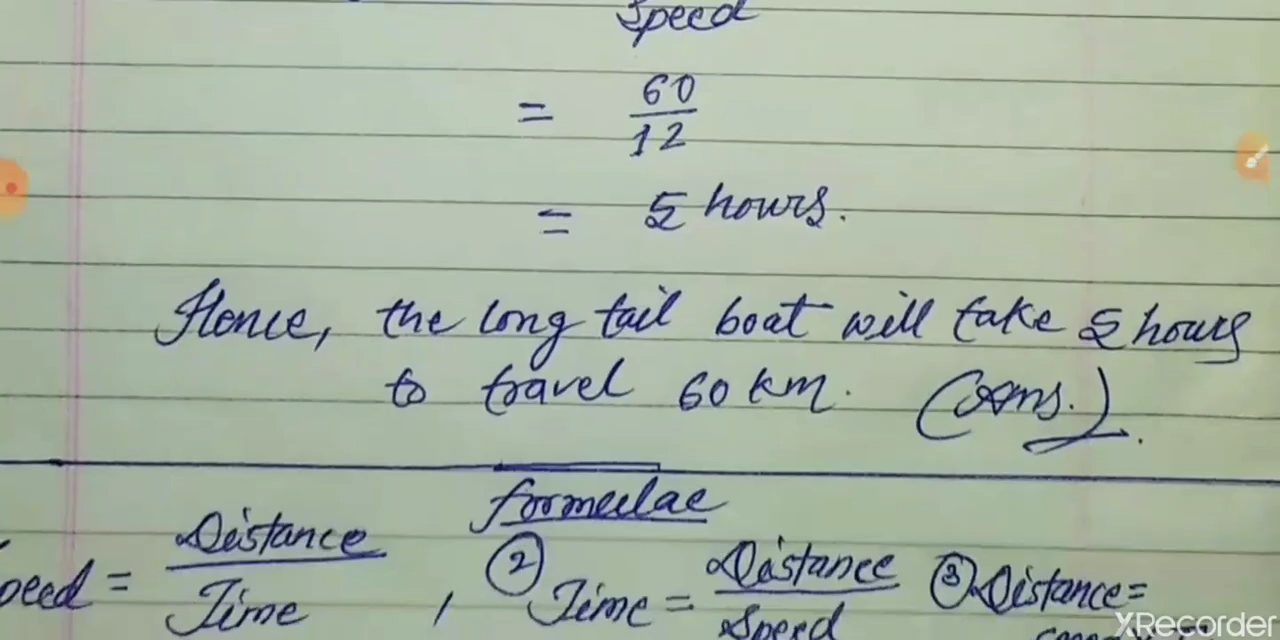 Speed
= 60
12
= 5 hours.
Hence, the long tail boat will take 5 hours
to travel 60 km. (Ans.)
formulae
Distance
peed = Time , ② Time = Distance ③ Distance =
Speed
XRecorder